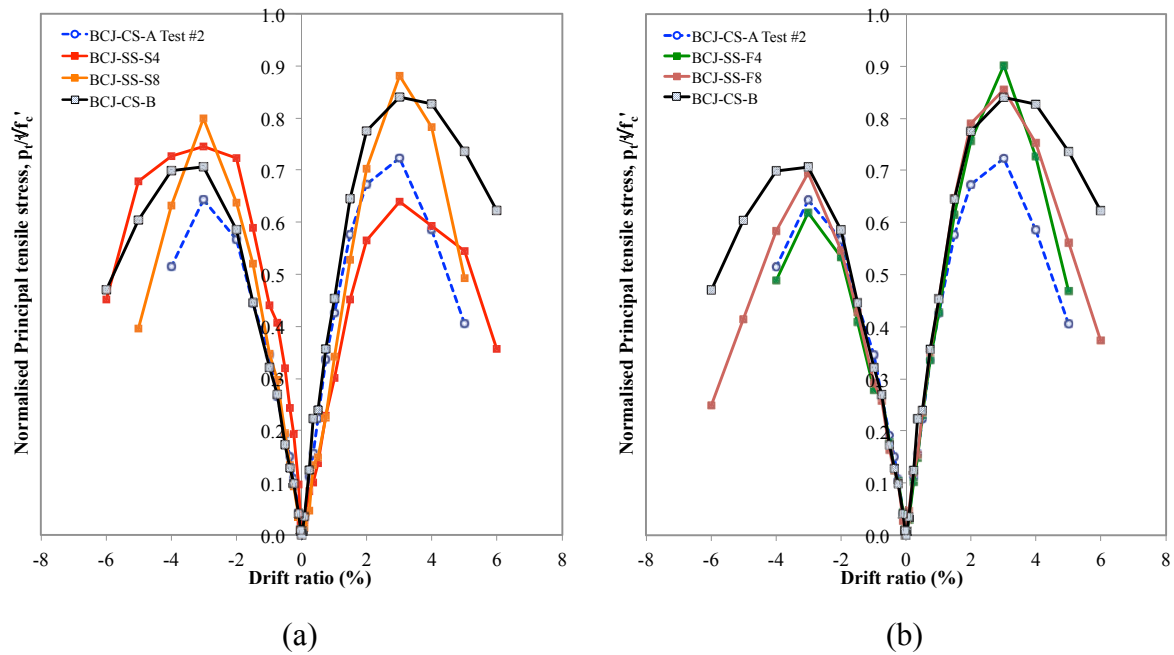 Normalised Principal tensile stress, pt/√fc'
1.0
0.9
0.8
0.7
0.6
0.5
0.4
0.3
0.2
0.1
0.0
BCJ-CS-A Test #2
BCJ-SS-S4
BCJ-SS-S8
BCJ-CS-B
-8 -6 -4 -2 0 2 4 6 8
Drift ratio (%)
(a)
Normalised Principal tensile stress, pt/√fc'
1.0
0.9
0.8
0.7
0.6
0.5
0.4
0.3
0.2
0.1
0.0
BCJ-CS-A Test #2
BCJ-SS-F4
BCJ-SS-F8
BCJ-CS-B
-8 -6 -4 -2 0 2 4 6 8
Drift ratio (%)
(b)